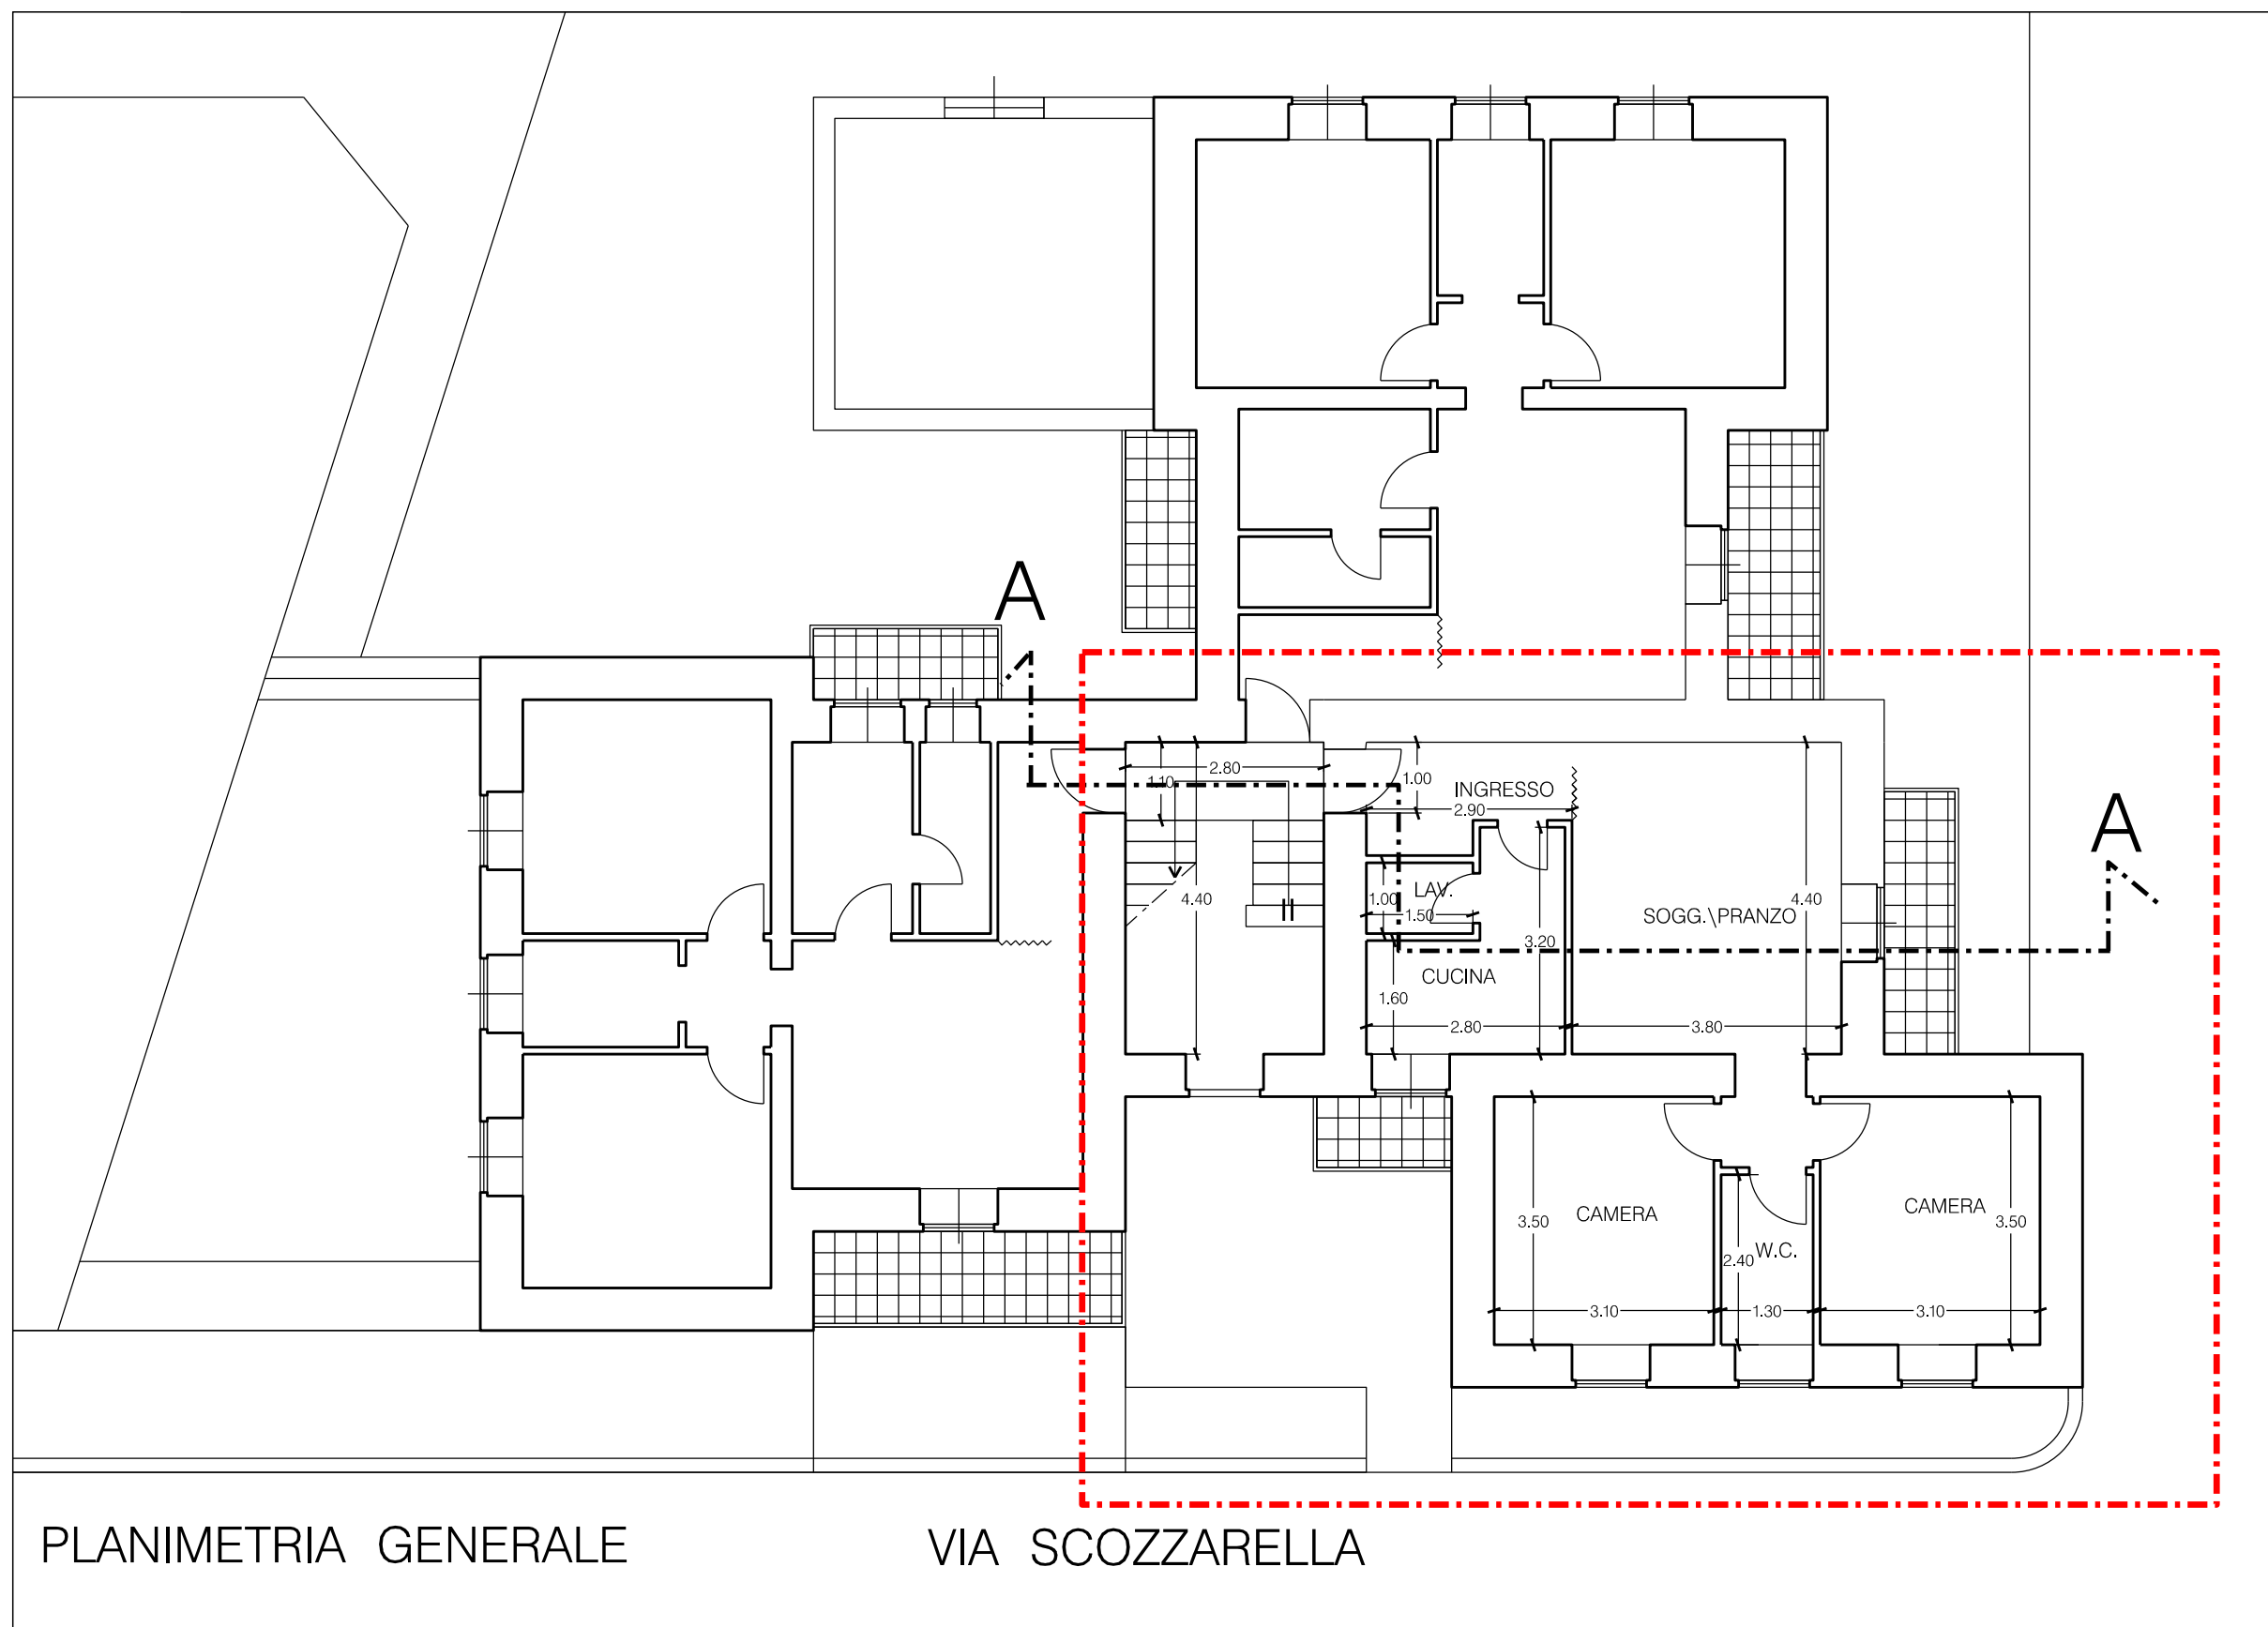 A
2.80
1.10
1.00
INGRESSO
2.90
A
LAV.
1.00
1.50
4.40
4.40
SOGG.\PRANZO
3.20
CUCINA
1.60
2.80
3.80
CAMERA
3.50
CAMERA
3.50
W.C.
2.40
3.10
1.30
3.10
PLANIMETRIA GENERALE
VIA SCOZZARELLA